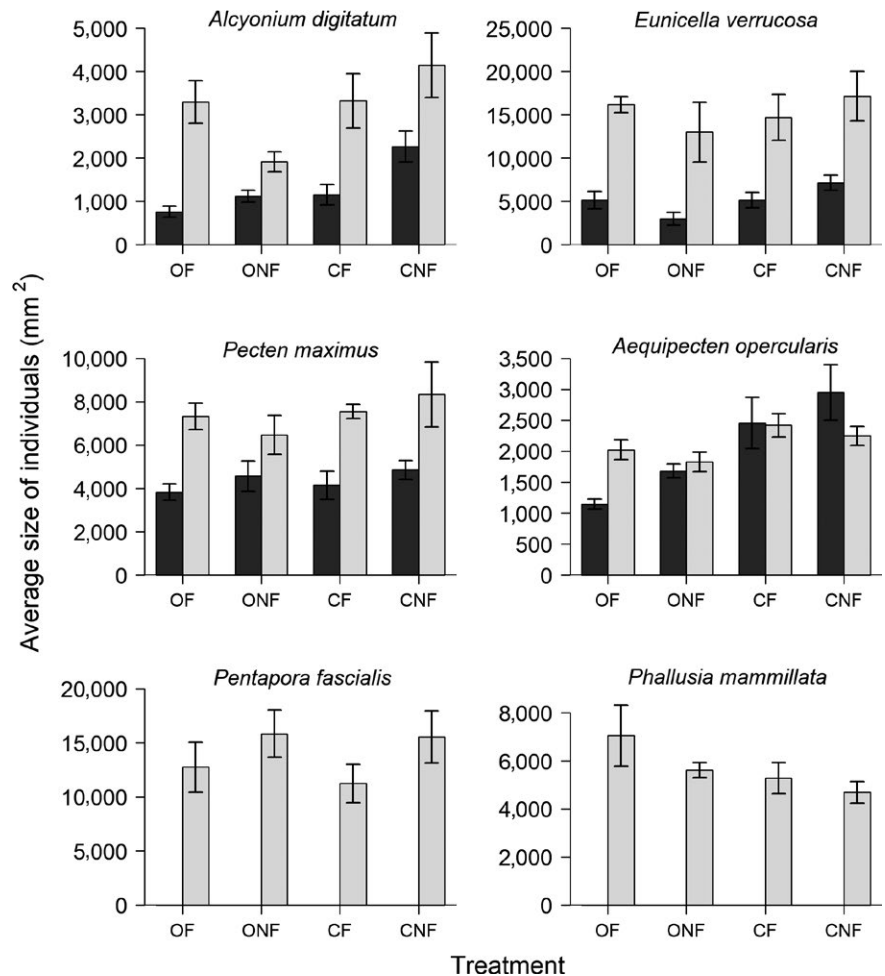 Alcyonium digitatum
5,000
4,000
3,000
2,000
1,000
0
OF ONF CF CNF
Eunicella verrucosa
25,000
20,000
15,000
10,000
5,000
0
OF ONF CF CNF
Pecten maximus
10,000
8,000
6,000
4,000
2,000
0
OF ONF CF CNF
Aequipecten opercularis
3,500
3,000
2,500
2,000
1,500
1,000
500
0
OF ONF CF CNF
Pentapora fascialis
20,000
15,000
10,000
5,000
0
OF ONF CF CNF
Phallusia mammillata
8,000
6,000
4,000
2,000
0
OF ONF CF CNF
Average size of individuals (mm²)
Treatment